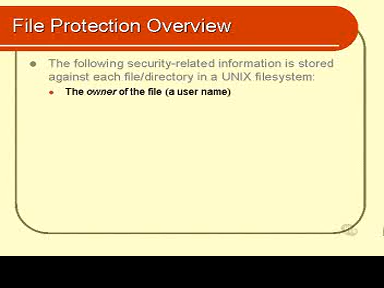 File Protection Overview
The following security-related information is stored
against each file/directory in a UNIX filesystem:
The owner of the file (a user name)